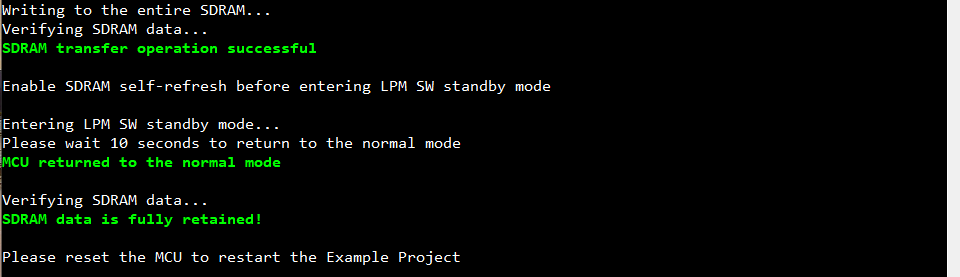 Writing to the entire SDRAM...
Verifying SDRAM data...
SDRAM transfer operation successful
Enable SDRAM self-refresh before entering LPM SW standby mode
Entering LPM SW standby mode...
Please wait 10 seconds to return to the normal mode
MCU returned to the normal mode
Verifying SDRAM data...
SDRAM data is fully retained!
Please reset the MCU to restart the Example Project